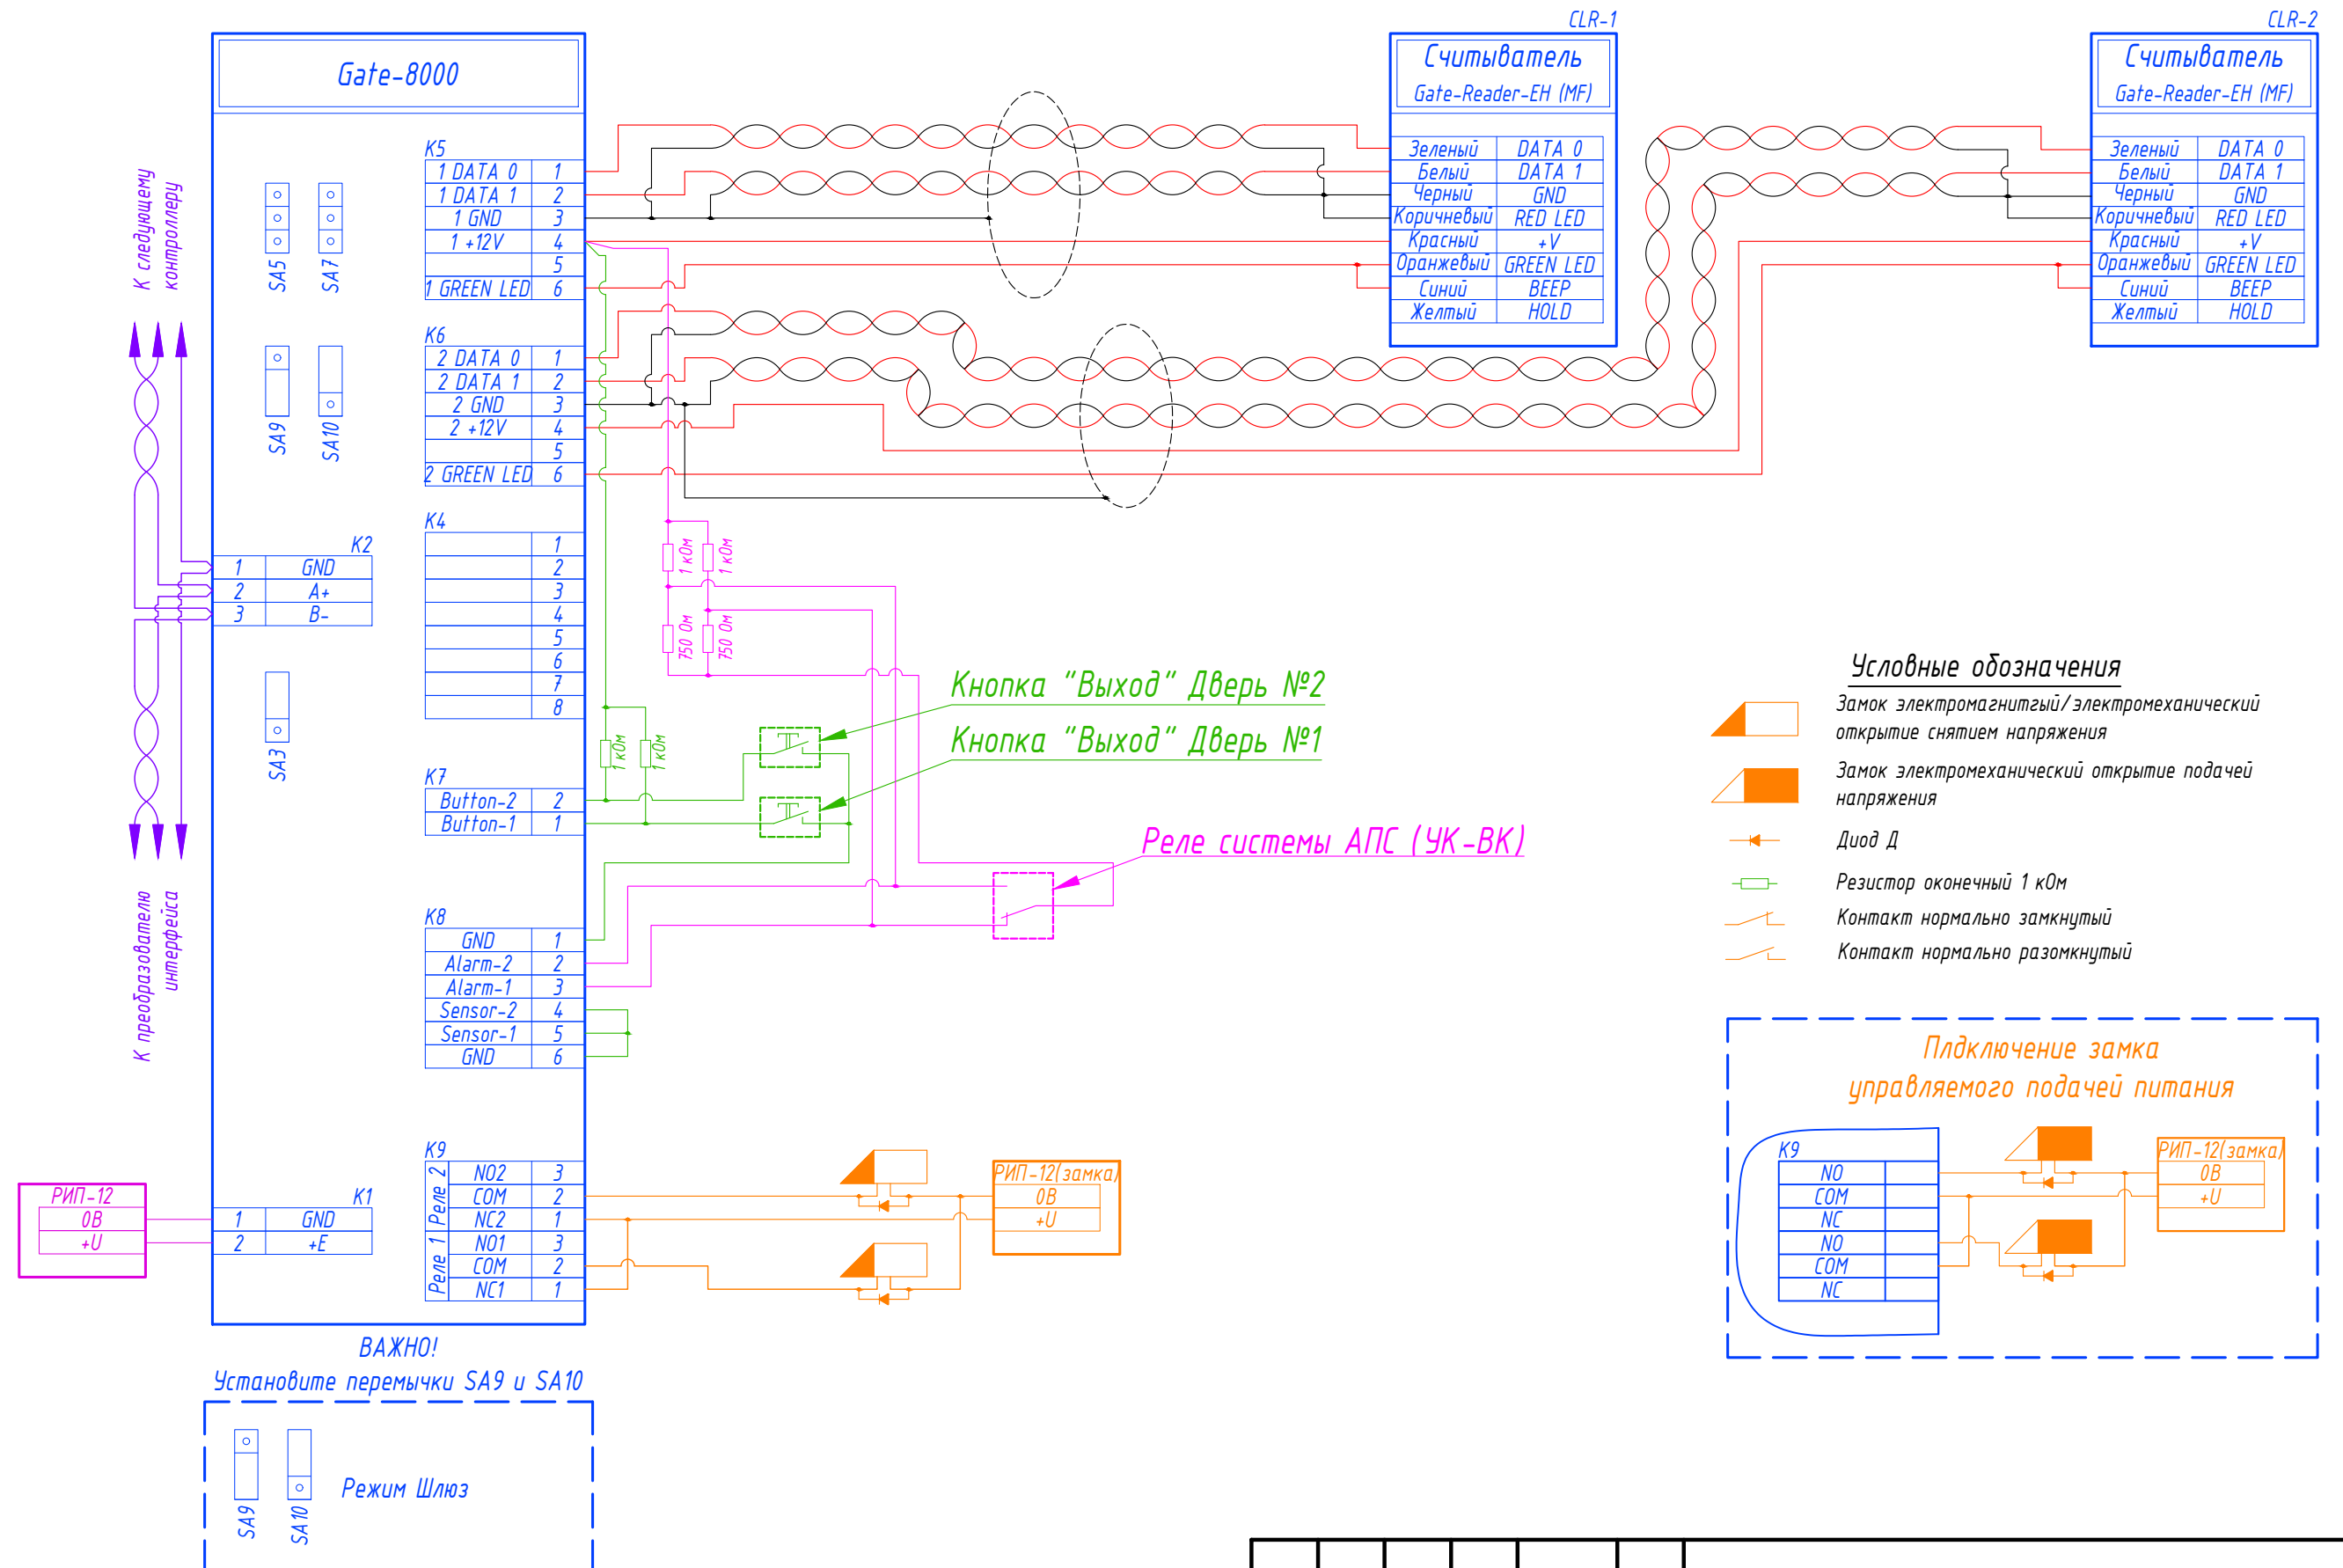 Gate-8000
К следующему
контроллеру
SA5
SA7
SA9
SA10
K5
1 DATA 0 1
1 DATA 1 2
1 GND 3
1 +12V 4
5
1 GREEN LED 6
K6
2 DATA 0 1
2 DATA 1 2
2 GND 3
2 +12V 4
5
2 GREEN LED 6
K4
1
2
3
4
5
6
7
8
K2
1 GND
2 A+
3 B-
SA3
K7
Button-2 2
Button-1 1
K8
GND 1
Alarm-2 2
Alarm-1 3
Sensor-2 4
Sensor-1 5
GND 6
К преобразователю
интерфейса
K9
Реле 2
NO2 3
COM 2
NC2 1
Реле 1
NO1 3
COM 2
NC1 1
РИП-12
0В
+U
K1
1 GND
2 +E
CLR-1
Считыватель
Gate-Reader-EH (MF)
Зеленый DATA 0
Белый DATA 1
Черный GND
Коричневый RED LED
Красный +V
Оранжевый GREEN LED
Синий BEEP
Желтый HOLD
CLR-2
Считыватель
Gate-Reader-EH (MF)
Зеленый DATA 0
Белый DATA 1
Черный GND
Коричневый RED LED
Красный +V
Оранжевый GREEN LED
Синий BEEP
Желтый HOLD
1 кОм
1 кОм
750 Ом
750 Ом
1 кОм
1 кОм
Кнопка "Выход" Дверь №2
Кнопка "Выход" Дверь №1
Реле системы АПС (УК-ВК)
РИП-12(замка)
0В
+U
Условные обозначения
Замок электромагнитгый/электромеханический
открытие снятием напряжения
Замок электромеханический открытие подачей
напряжения
Диод Д
Резистор оконечный 1 кОм
Контакт нормально замкнутый
Контакт нормально разомкнутый
Плдключение замка
управляемого подачей питания
K9
NO
COM
NC
NO
COM
NC
РИП-12(замка)
0В
+U
ВАЖНО!
Установите перемычки SA9 и SA10
SA9
SA10
Режим Шлюз